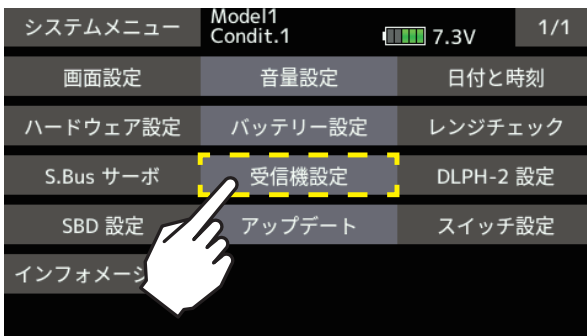 システムメニュー Model1 1/1
Condit.1 7.3V
画面設定 音量設定 日付と時刻
ハードウェア設定 バッテリー設定 レンジチェック
S.Bus サーボ 受信機設定 DLPH-2 設定
SBD 設定 アップデート スイッチ設定
インフォメーシ